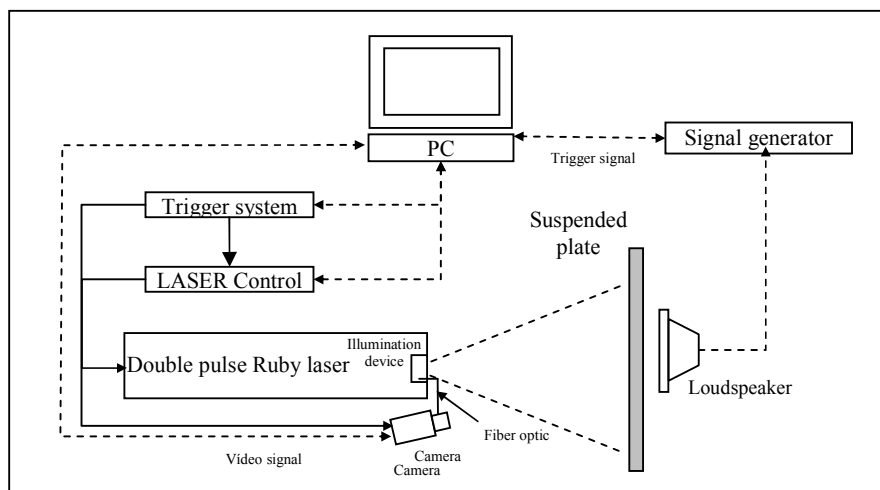 PC
Signal generator
Trigger signal
Trigger system
Suspended
plate
LASER Control
Illumination
device
Double pulse Ruby laser
Loudspeaker
Fiber optic
Camera
Camera
Vídeo signal